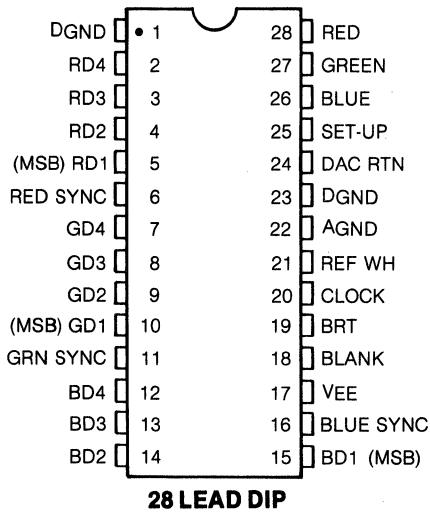 DGND 1 28 RED
RD4 2 27 GREEN
RD3 3 26 BLUE
RD2 4 25 SET-UP
(MSB) RD1 5 24 DAC RTN
RED SYNC 6 23 DGND
GD4 7 22 AGND
GD3 8 21 REF WH
GD2 9 20 CLOCK
(MSB) GD1 10 19 BRT
GRN SYNC 11 18 BLANK
BD4 12 17 VEE
BD3 13 16 BLUE SYNC
BD2 14 15 BD1 (MSB)
28 LEAD DIP